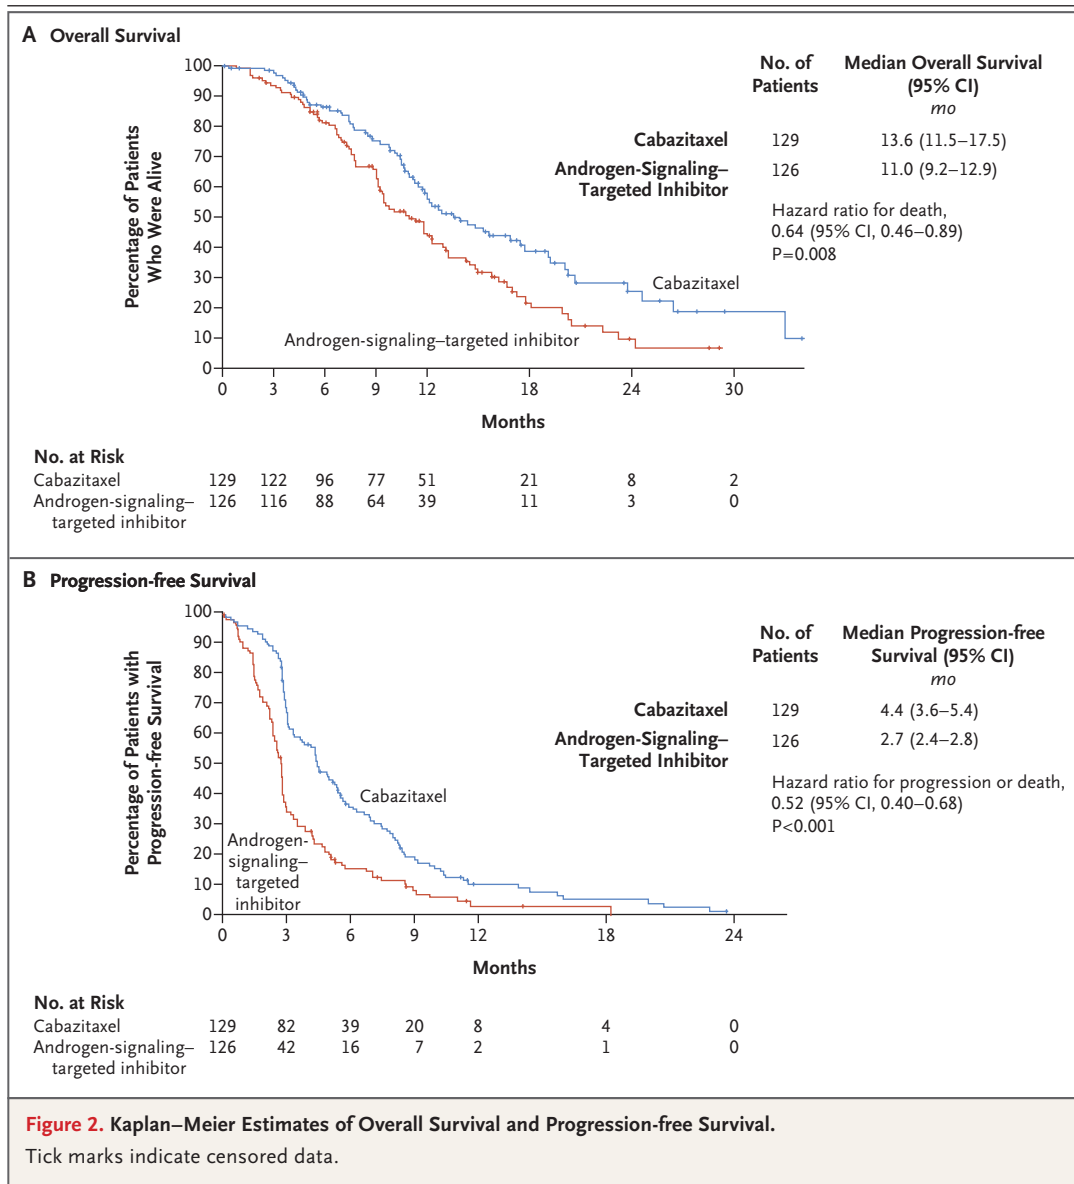 A Overall Survival
Percentage of Patients
Who Were Alive
100
90
80
70
60
50
40
30
20
10
0
0 3 6 9 12 18 24 30
Months
Cabazitaxel
Androgen-signaling–targeted inhibitor
No. of
Patients
Median Overall Survival
(95% CI)
mo
Cabazitaxel 129 13.6 (11.5–17.5)
Androgen-Signaling–
Targeted Inhibitor
126 11.0 (9.2–12.9)
Hazard ratio for death,
0.64 (95% CI, 0.46–0.89)
P=0.008
No. at Risk
Cabazitaxel 129 122 96 77 51 21 8 2
Androgen-signaling–
targeted inhibitor
126 116 88 64 39 11 3 0
B Progression-free Survival
Percentage of Patients with
Progression-free Survival
100
90
80
70
60
50
40
30
20
10
0
0 3 6 9 12 18 24
Months
Cabazitaxel
Androgen-
signaling–
targeted
inhibitor
No. of
Patients
Median Progression-free
Survival (95% CI)
mo
Cabazitaxel 129 4.4 (3.6–5.4)
Androgen-Signaling–
Targeted Inhibitor
126 2.7 (2.4–2.8)
Hazard ratio for progression or death,
0.52 (95% CI, 0.40–0.68)
P<0.001
No. at Risk
Cabazitaxel 129 82 39 20 8 4 0
Androgen-signaling–
targeted inhibitor
126 42 16 7 2 1 0
Figure 2. Kaplan–Meier Estimates of Overall Survival and Progression-free Survival.
Tick marks indicate censored data.